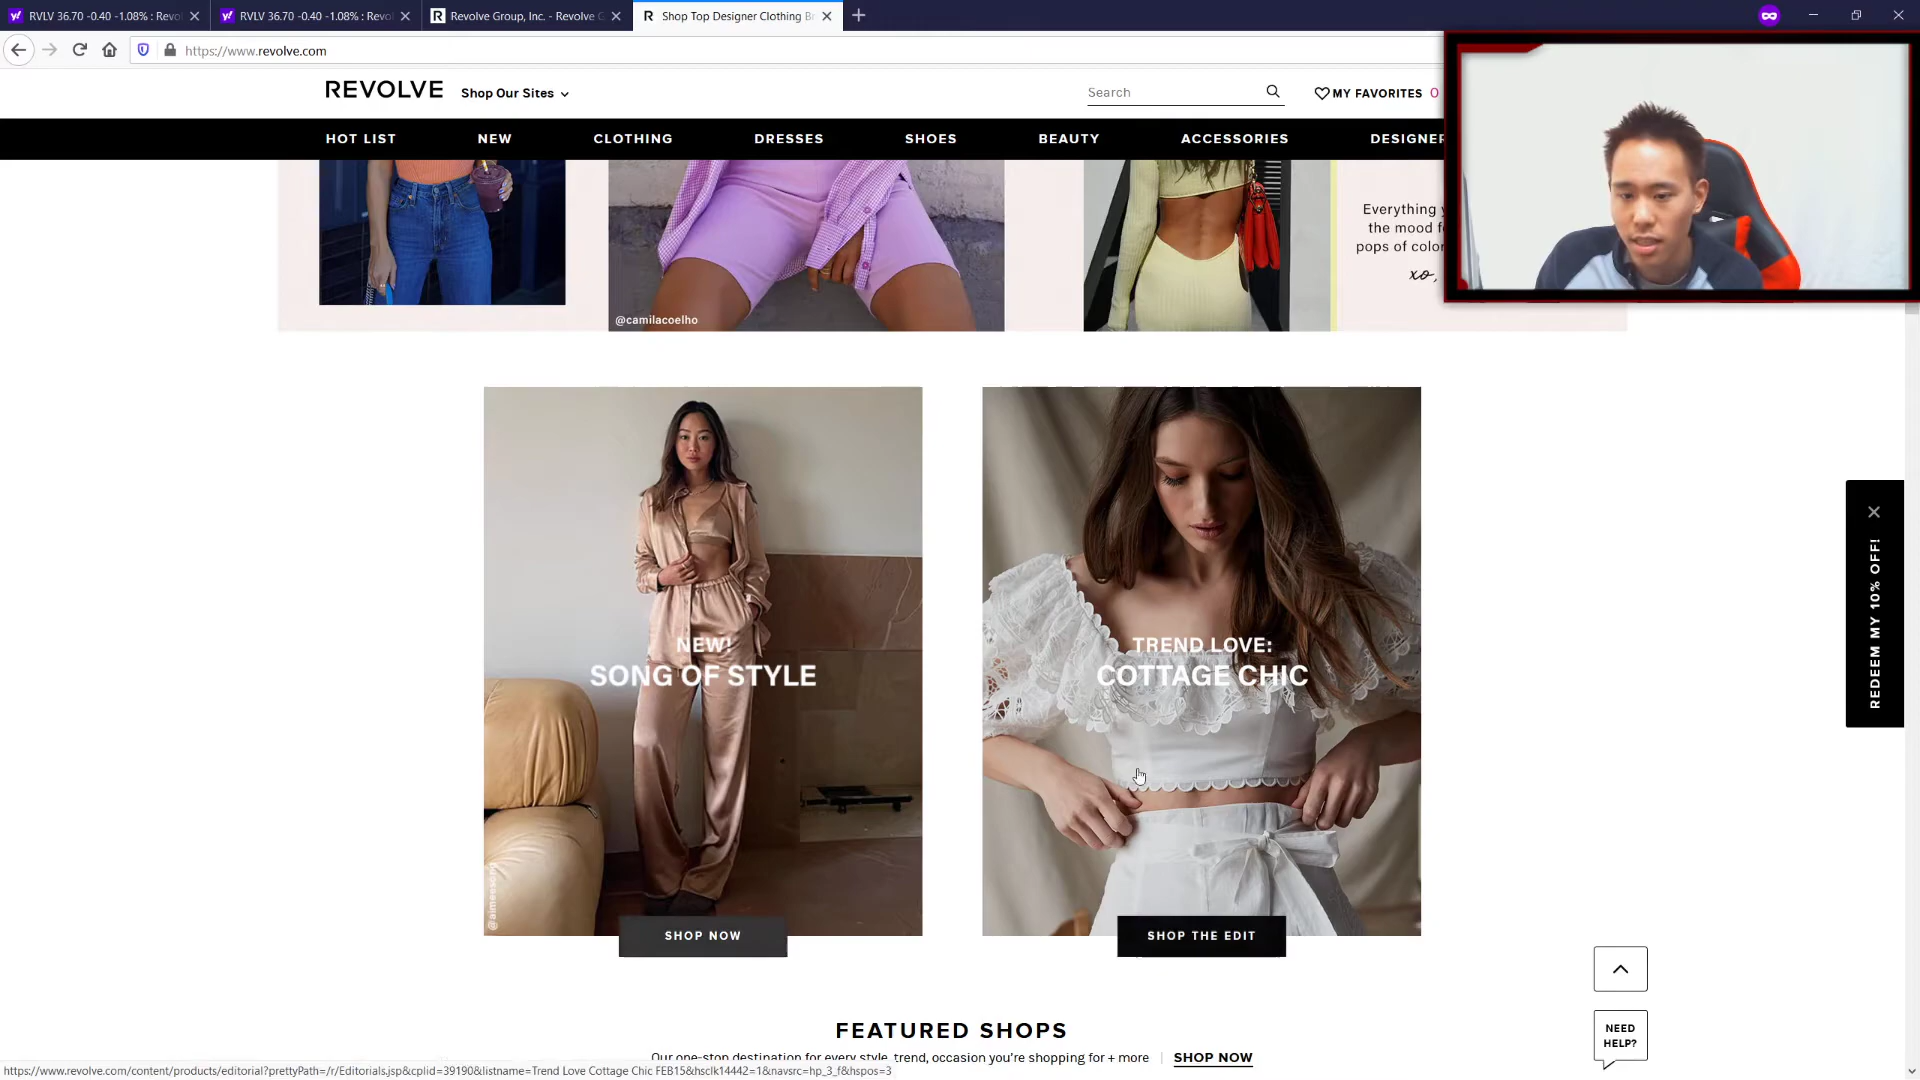 RVLV 36.70 -0.40 -1.08% : Revo
RVLV 36.70 -0.40 -1.08% : Revo
Revolve Group, Inc. - Revolve G
Shop Top Designer Clothing Br
https://www.revolve.com
REVOLVE
Shop Our Sites
Search
MY FAVORITES 0
HOT LIST
NEW
CLOTHING
DRESSES
SHOES
BEAUTY
ACCESSORIES
DESIGNER
Everything
the mood
pops of color
xo,
@camilacoelho
NEW!
SONG OF STYLE
@aimeesong
SHOP NOW
TREND LOVE:
COTTAGE CHIC
SHOP THE EDIT
REDEEM MY 10% OFF!
NEED
HELP?
FEATURED SHOPS
Our one-stop destination for every style, trend, occasion you're shopping for + more | SHOP NOW
https://www.revolve.com/content/products/editorial?prettyPath=/r/Editorials.jsp&cplid=39190&listname=Trend Love Cottage Chic FEB15&hsclk14442=1&navsrc=hp_3_f&hspos=3